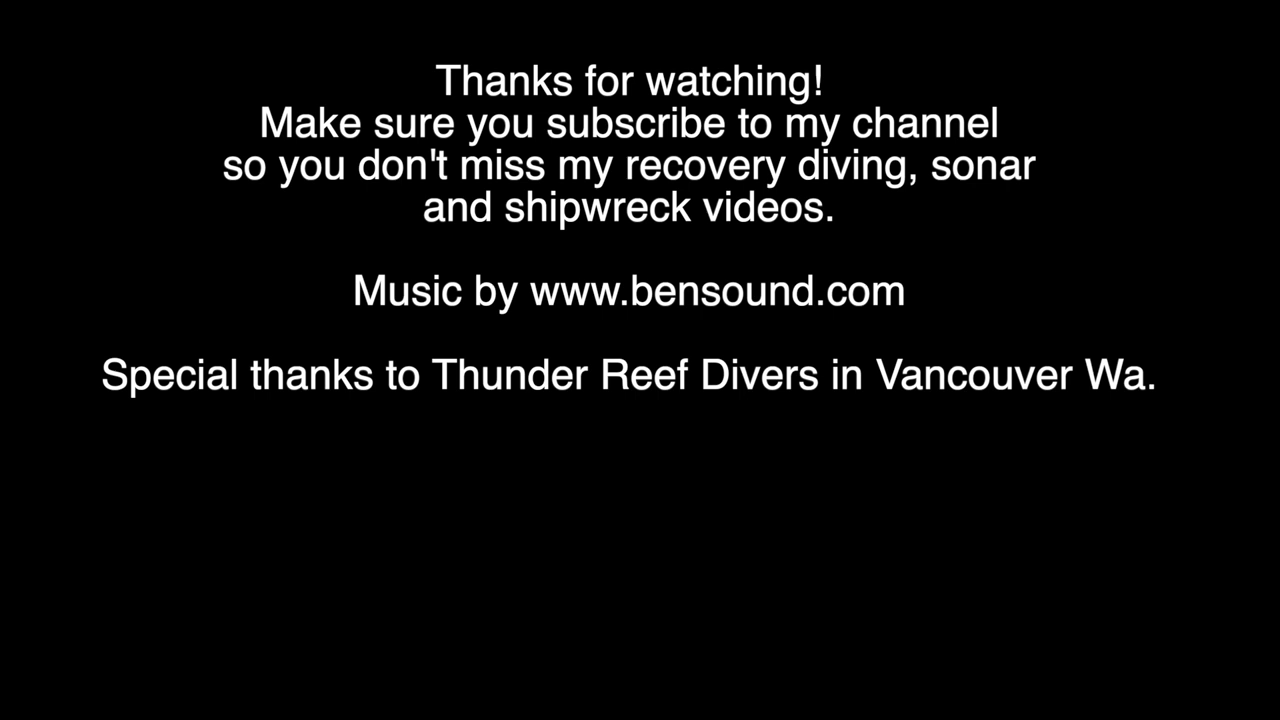 Thanks for watching!
Make sure you subscribe to my channel
so you don't miss my recovery diving, sonar
and shipwreck videos.
Music by www.bensound.com
Special thanks to Thunder Reef Divers in Vancouver Wa.